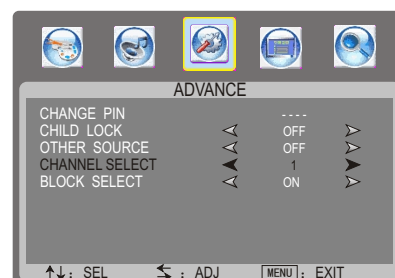 ADVANCE
CHANGE PIN - - - -
CHILD LOCK OFF
OTHER SOURCE OFF
CHANNEL SELECT 1
BLOCK SELECT ON
: SEL : ADJ MENU : EXIT